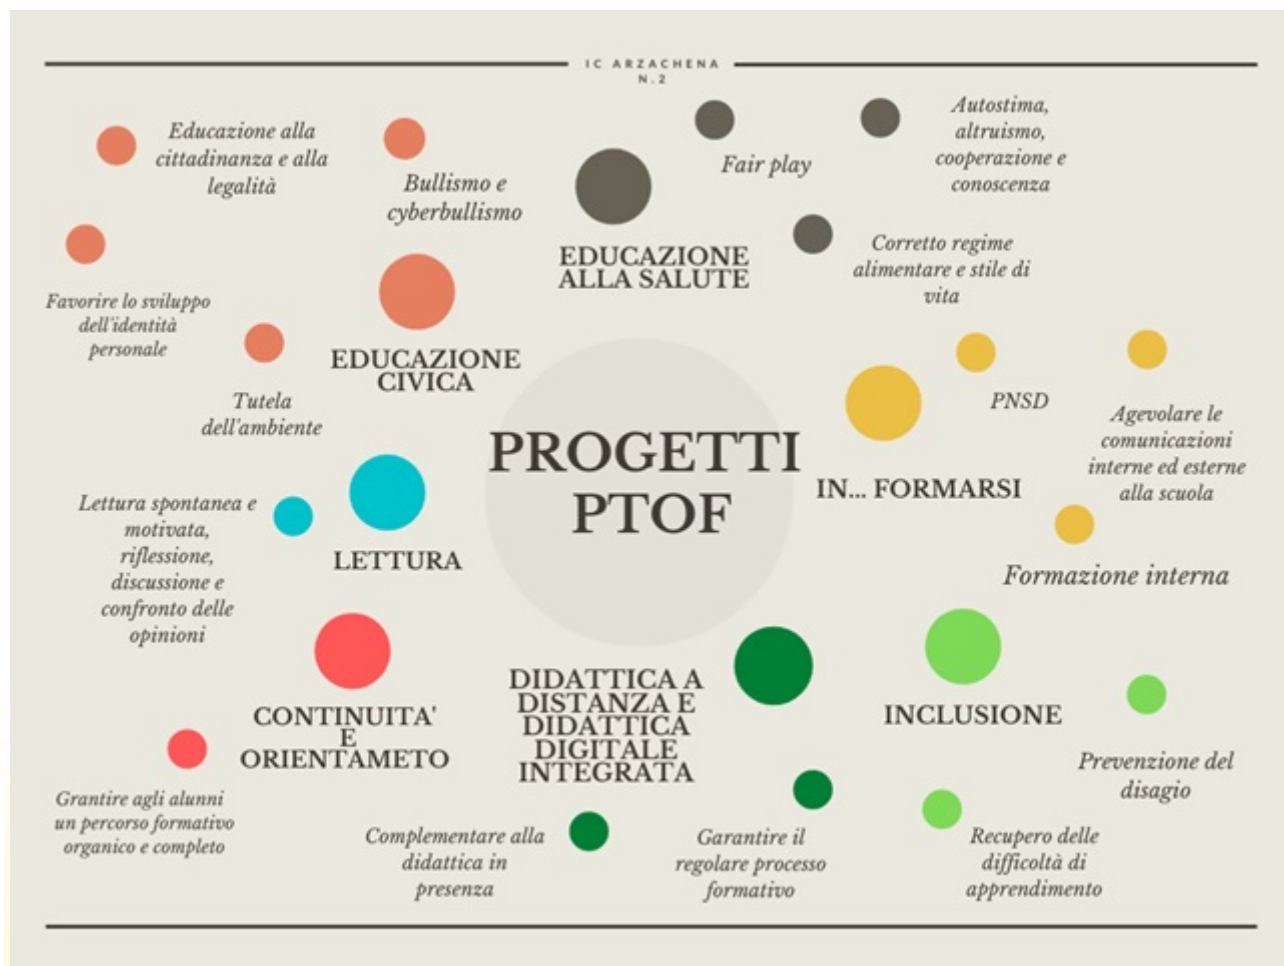 IC ARZACHENA
N.2
Educazione alla
cittadinanza e alla
legalità
Bullismo e
cyberbullismo
Favorire lo sviluppo
dell'identità
personale
Tutela
dell'ambiente
EDUCAZIONE
CIVICA
EDUCAZIONE
ALLA SALUTE
Fair play
Autostima,
altruismo,
cooperazione e
conoscenza
Corretto regime
alimentare e stile di
vita
PROGETTI
PTOF
IN... FORMARSI
PNSD
Agevolare le
comunicazioni
interne ed esterne
alla scuola
Formazione interna
LETTURA
Lettura spontanea e
motivata,
riflessione,
discussione e
confronto delle
opinioni
CONTINUITA'
E
ORIENTAMETO
Grantire agli alunni
un percorso formativo
organico e completo
DIDATTICA A
DISTANZA E
DIDATTICA
DIGITALE
INTEGRATA
Complementare alla
didattica in
presenza
Garantire il
regolare processo
formativo
INCLUSIONE
Prevenzione del
disagio
Recupero delle
difficoltà di
apprendimento